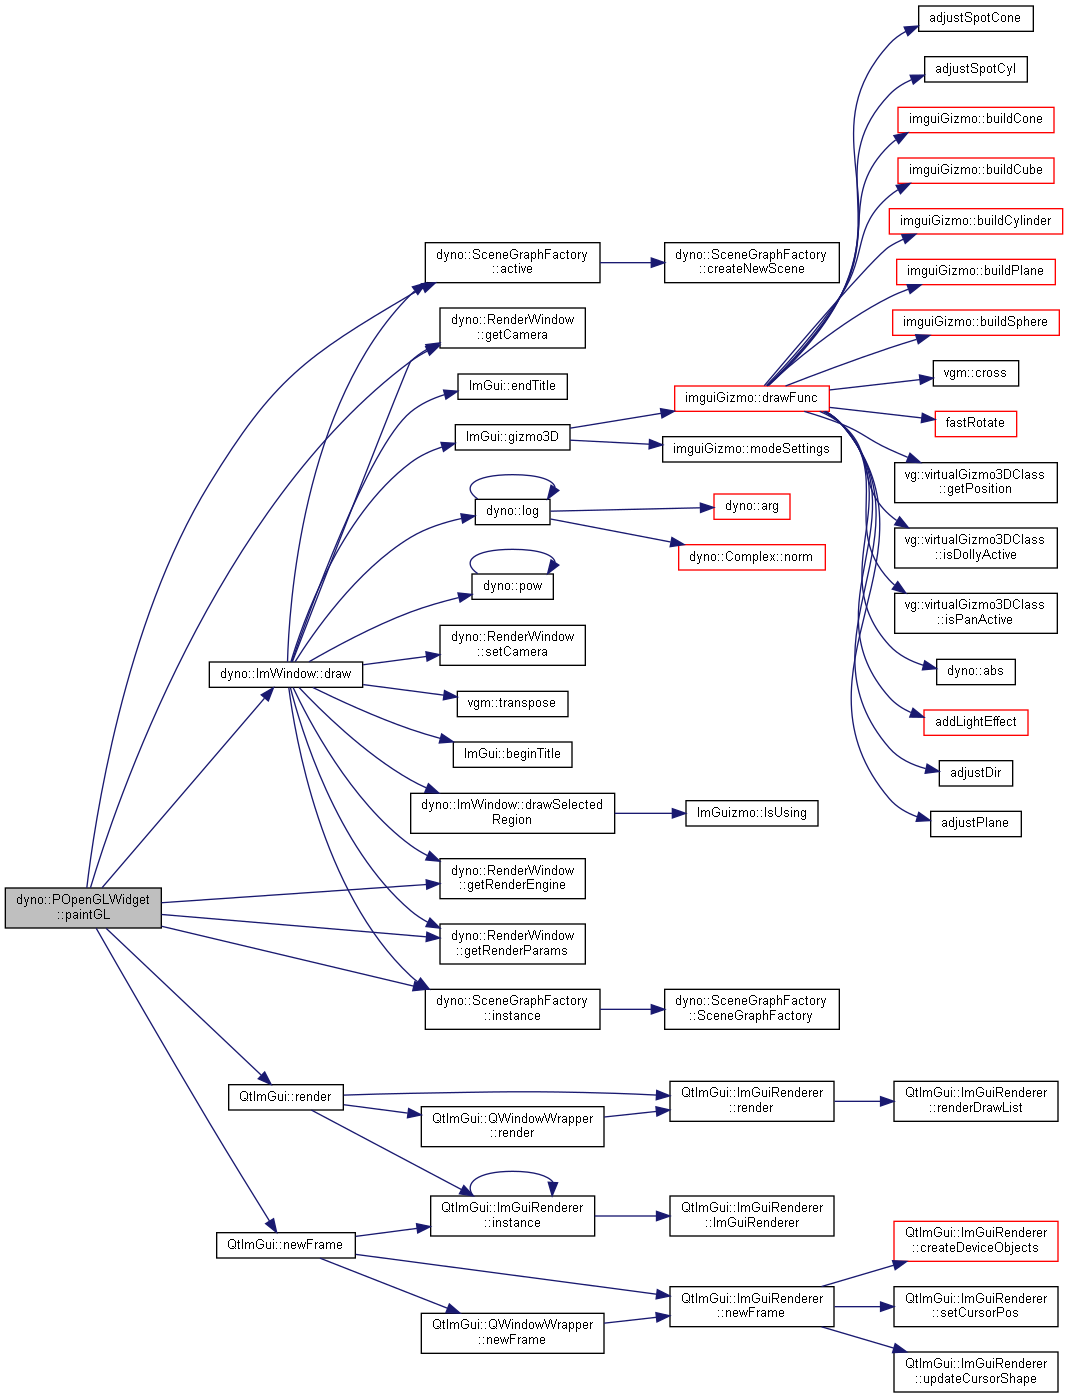 adjustSpotCone
adjustSpotCyl
imguiGizmo::buildCone
imguiGizmo::buildCube
imguiGizmo::buildCylinder
dyno::SceneGraphFactory
::active
dyno::SceneGraphFactory
::createNewScene
imguiGizmo::buildPlane
dyno::RenderWindow
::getCamera
imguiGizmo::buildSphere
vgm::cross
ImGui::endTitle
imguiGizmo::drawFunc
fastRotate
ImGui::gizmo3D
imguiGizmo::modeSettings
vg::virtualGizmo3DClass
::getPosition
dyno::log
dyno::arg
vg::virtualGizmo3DClass
::isDollyActive
dyno::Complex::norm
dyno::pow
vg::virtualGizmo3DClass
::isPanActive
dyno::RenderWindow
::setCamera
dyno::ImWindow::draw
dyno::abs
vgm::transpose
addLightEffect
ImGui::beginTitle
adjustDir
dyno::ImWindow::drawSelected
Region
ImGuizmo::IsUsing
adjustPlane
dyno::RenderWindow
::getRenderEngine
dyno::POpenGLWidget
::paintGL
dyno::RenderWindow
::getRenderParams
dyno::SceneGraphFactory
::instance
dyno::SceneGraphFactory
::SceneGraphFactory
QtImGui::render
QtImGui::ImGuiRenderer
::render
QtImGui::ImGuiRenderer
::renderDrawList
QtImGui::QWindowWrapper
::render
QtImGui::ImGuiRenderer
::instance
QtImGui::ImGuiRenderer
::ImGuiRenderer
QtImGui::newFrame
QtImGui::ImGuiRenderer
::createDeviceObjects
QtImGui::ImGuiRenderer
::newFrame
QtImGui::ImGuiRenderer
::setCursorPos
QtImGui::QWindowWrapper
::newFrame
QtImGui::ImGuiRenderer
::updateCursorShape